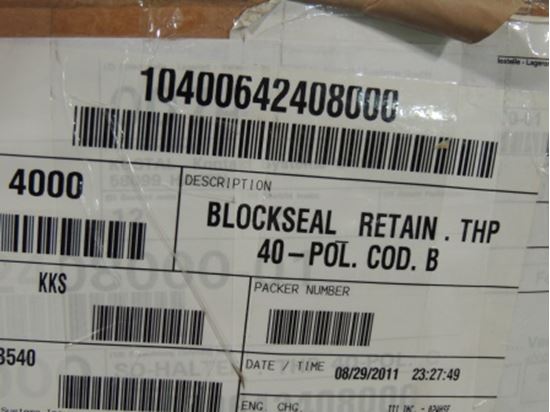 10400642408000
4000
DESCRIPTION
BLOCKSEAL RETAIN. THP
40-POL. COD. B
KKS
PACKER NUMBER
3540
DATE / TIME
08/29/2011 23:27:49
ENG. CHG.